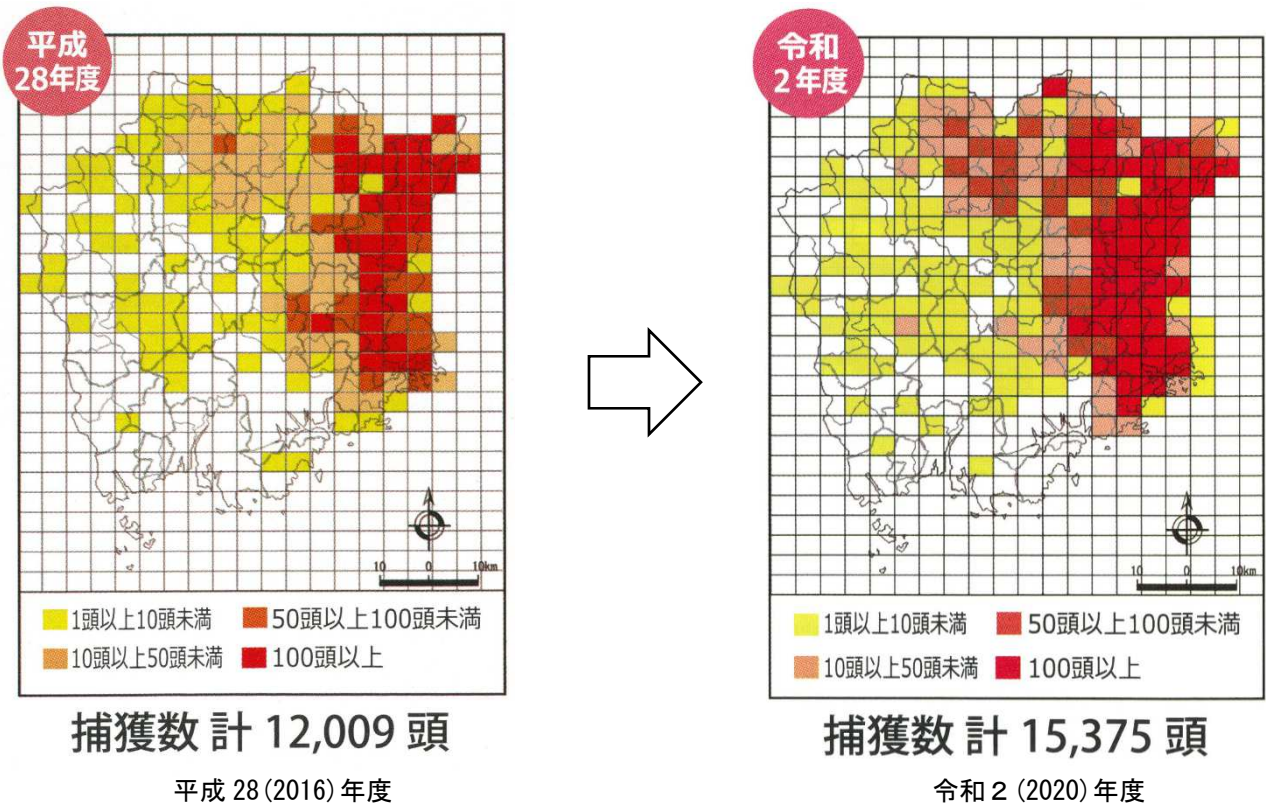 平成
28年度
10 0 10km
1頭以上10頭未満 50頭以上100頭未満
10頭以上50頭未満 100頭以上
捕獲数 計 12,009 頭
平成 28(2016)年度
令和
2年度
10 0 10km
1頭以上10頭未満 50頭以上100頭未満
10頭以上50頭未満 100頭以上
捕獲数 計 15,375 頭
令和２(2020)年度